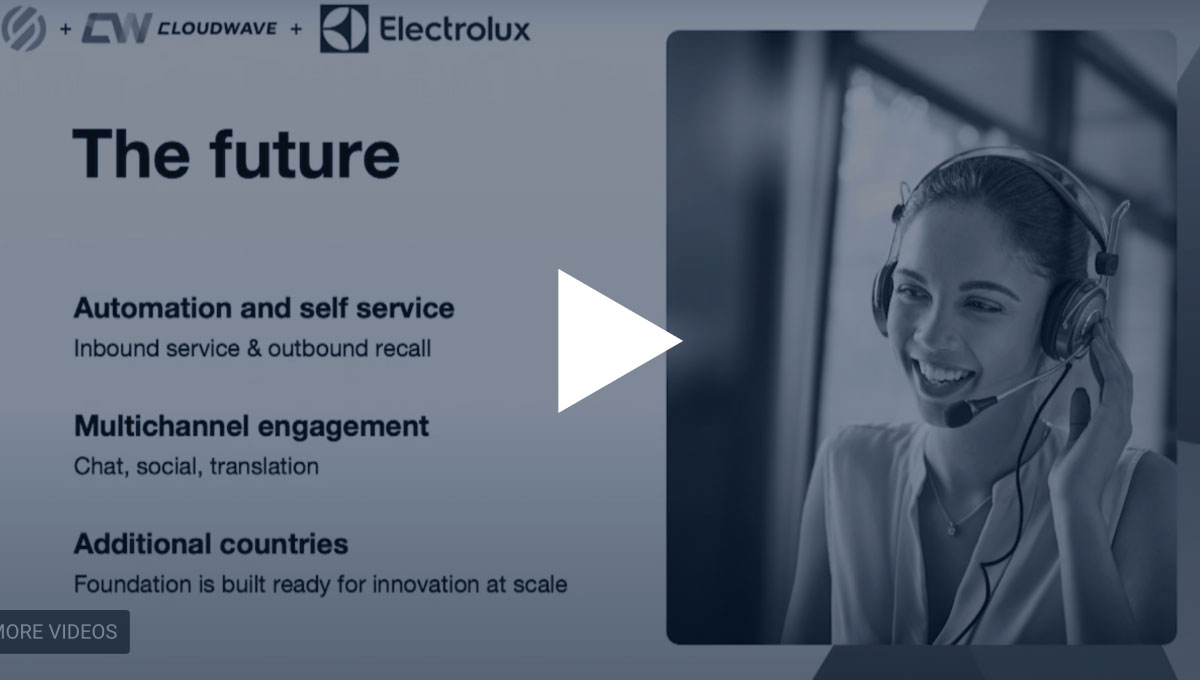 + CW CLOUDWAVE + Electrolux
The future
Automation and self service
Inbound service & outbound recall
Multichannel engagement
Chat, social, translation
Additional countries
Foundation is built ready for innovation at scale
MORE VIDEOS